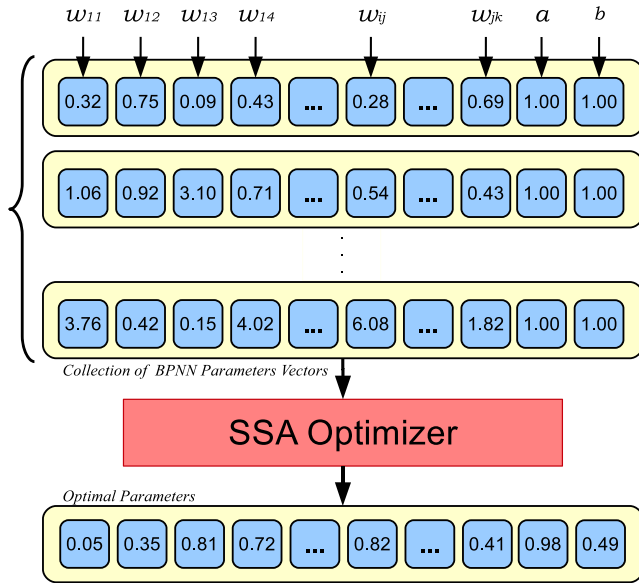 w11 w12 w13 w14 wij wjk a b
0.32 0.75 0.09 0.43 ... 0.28 ... 0.69 1.00 1.00
1.06 0.92 3.10 0.71 ... 0.54 ... 0.43 1.00 1.00
3.76 0.42 0.15 4.02 ... 6.08 ... 1.82 1.00 1.00
Collection of BPNN Parameters Vectors
SSA Optimizer
Optimal Parameters
0.05 0.35 0.81 0.72 ... 0.82 ... 0.41 0.98 0.49